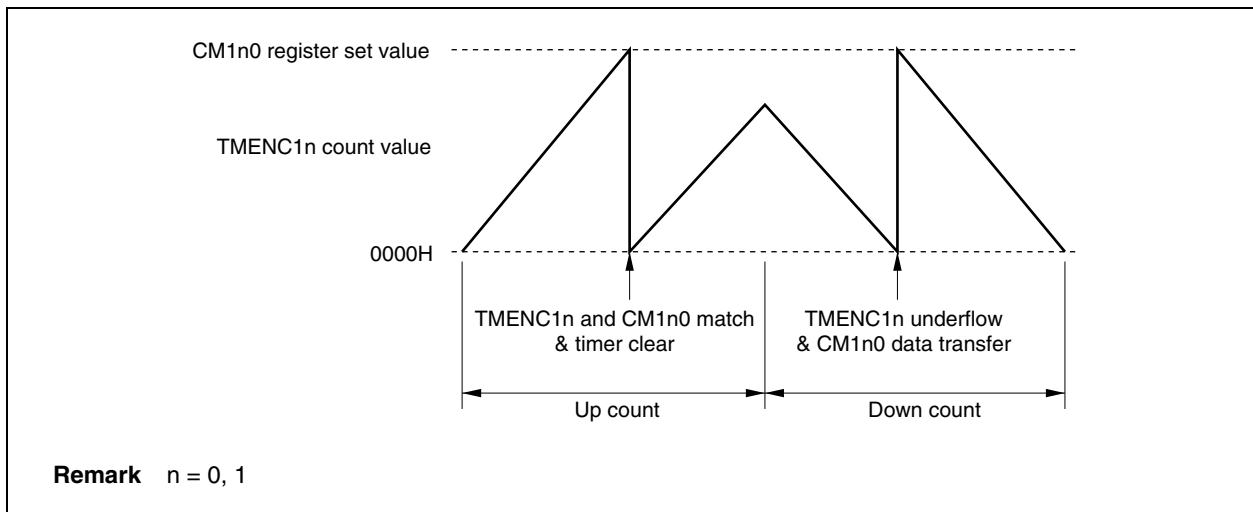 CM1n0 register set value
TMENC1n count value
0000H
TMENC1n and CM1n0 match
& timer clear
TMENC1n underflow
& CM1n0 data transfer
Up count
Down count
Remark n = 0, 1